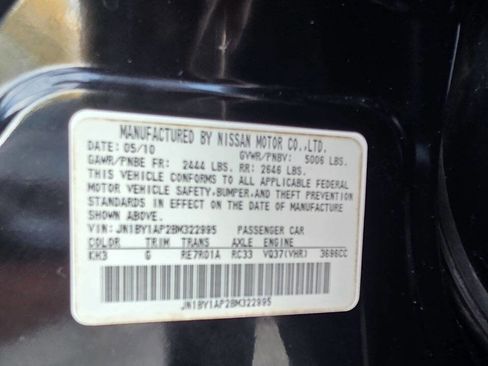 MANUFACTURED BY NISSAN MOTOR CO., LTD.
DATE: 05/10 GVWR/PNBV: 5006 LBS.
GAWR/PNBE FR: 2444 LBS. RR: 2646 LBS.
THIS VEHICLE CONFORMS TO ALL APPLICABLE FEDERAL
MOTOR VEHICLE SAFETY, BUMPER, AND THEFT PREVENTION
STANDARDS IN EFFECT ON THE DATE OF MANUFACTURE
SHOWN ABOVE.
VIN: JN1BY1AP2BM322995 PASSENGER CAR
COLOR TRIM TRANS AXLE ENGINE
KH3 G RE7R01A RC33 VQ37(VHR) 3696CC
JN1BY1AP2BM322995